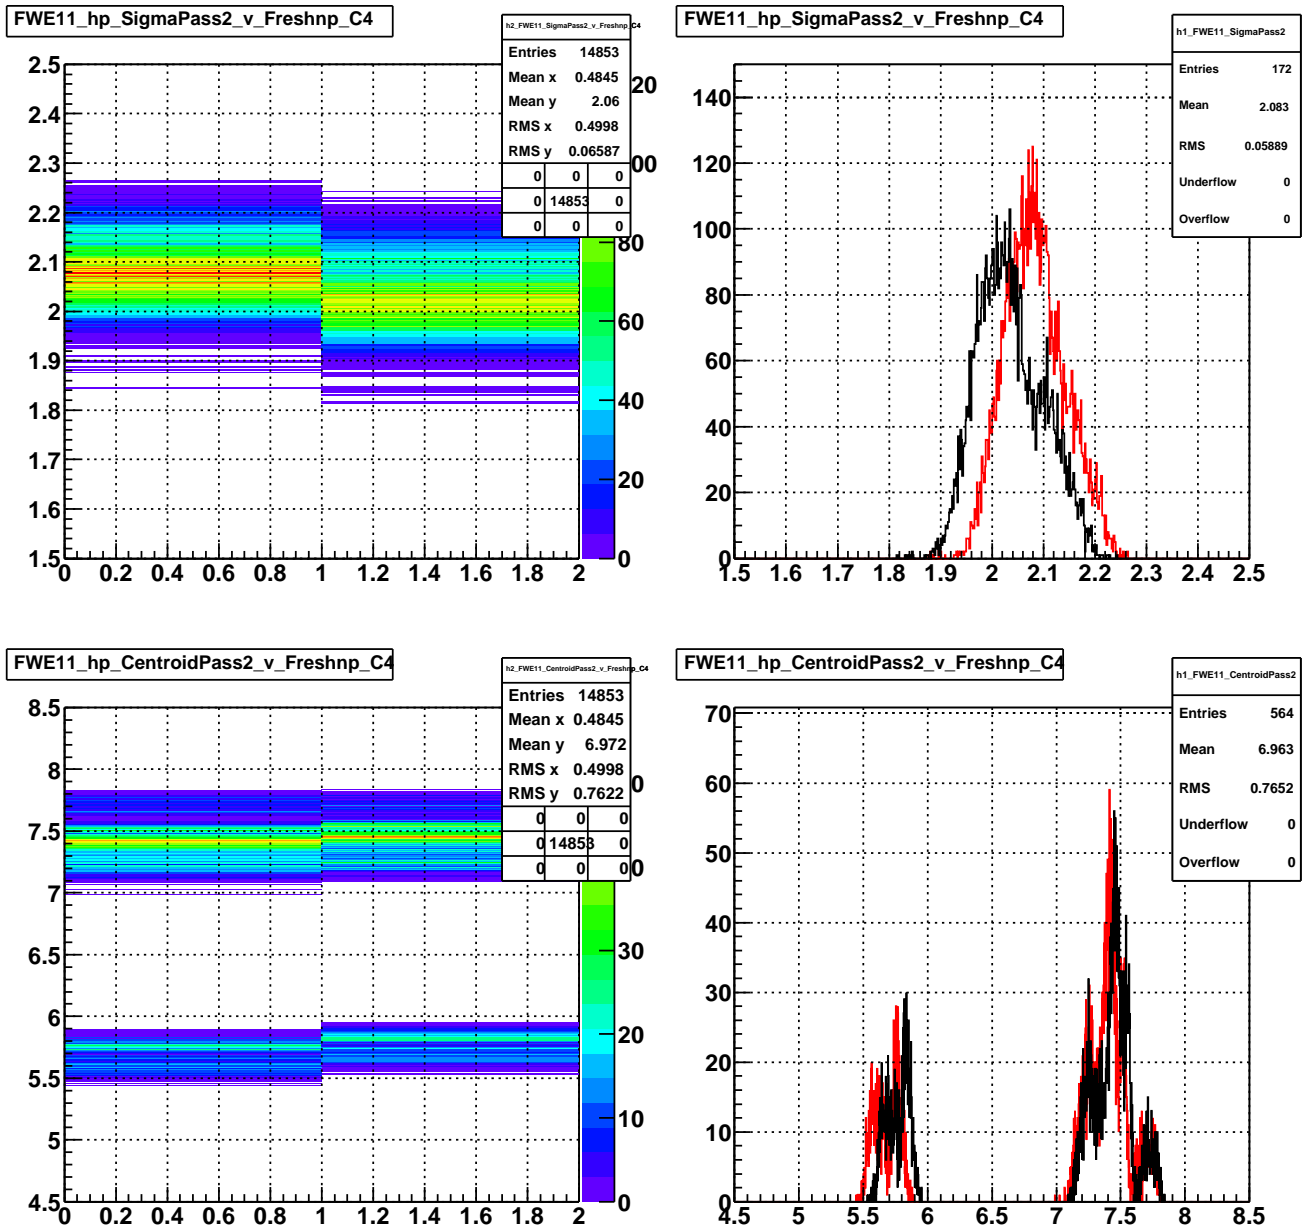 FWE11_hp_SigmaPass2_v_Freshnp_C4
h2_FWE11_SigmaPass2_v_Freshnp_C4
Entries 14853
Mean x 0.4845
Mean y 2.06
RMS x 0.4998
RMS y 0.06587
0 0 0
0 14853 0
0 0 0
2.5
2.4
2.3
2.2
2.1
2
1.9
1.8
1.7
1.6
1.5
0 0.2 0.4 0.6 0.8 1 1.2 1.4 1.6 1.8 2
20
00
80
60
40
20
0
FWE11_hp_SigmaPass2_v_Freshnp_C4
h1_FWE11_SigmaPass2
Entries 172
Mean 2.083
RMS 0.05889
Underflow 0
Overflow 0
140
120
100
80
60
40
20
0
1.5 1.6 1.7 1.8 1.9 2 2.1 2.2 2.3 2.4 2.5
FWE11_hp_CentroidPass2_v_Freshnp_C4
h2_FWE11_CentroidPass2_v_Freshnp_C4
Entries 14853
Mean x 0.4845
Mean y 6.972
RMS x 0.4998
RMS y 0.7622
0 0 0
0 14853 0
0 0 0
8.5
8
7.5
7
6.5
6
5.5
5
4.5
0 0.2 0.4 0.6 0.8 1 1.2 1.4 1.6 1.8 2
0
0
30
20
10
0
FWE11_hp_CentroidPass2_v_Freshnp_C4
h1_FWE11_CentroidPass2
Entries 564
Mean 6.963
RMS 0.7652
Underflow 0
Overflow 0
70
60
50
40
30
20
10
0
4.5 5 5.5 6 6.5 7 7.5 8 8.5